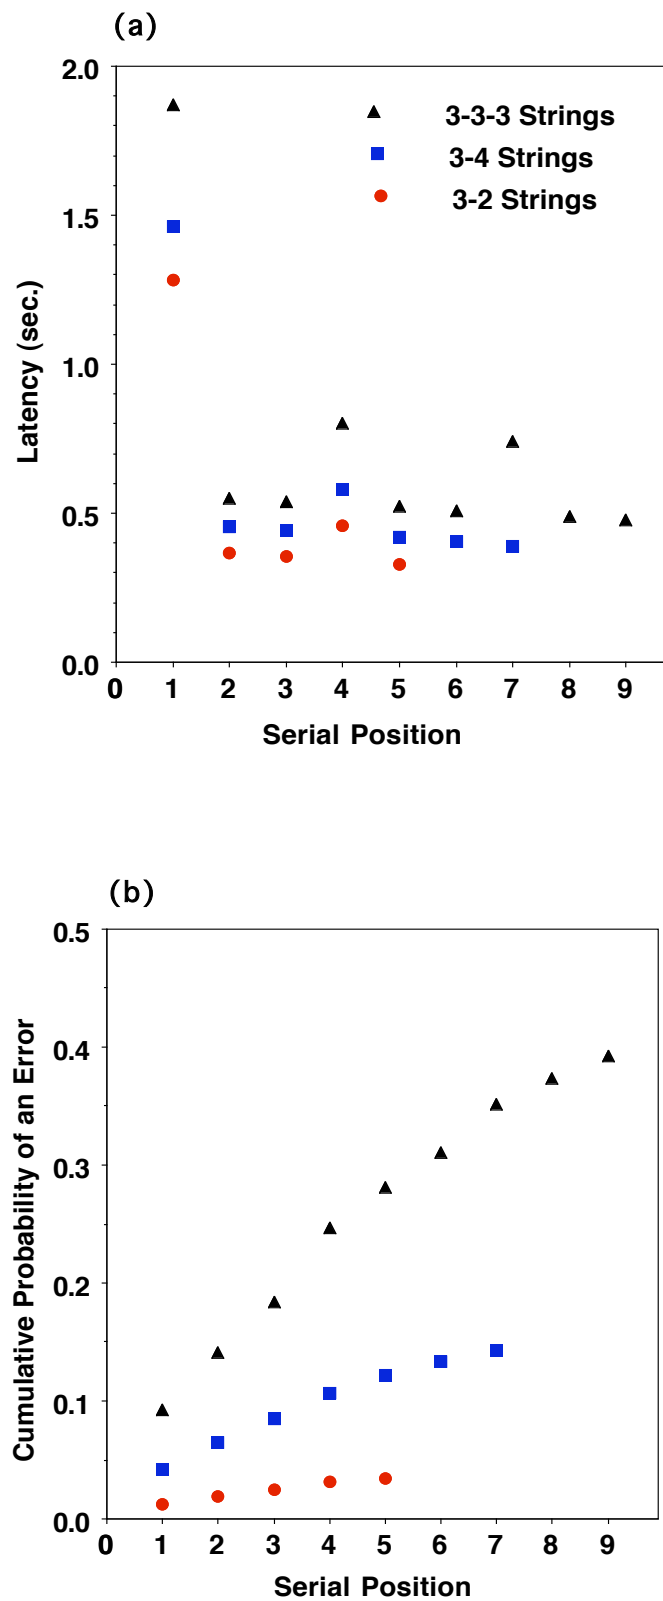 (a)
2.0
1.5
1.0
0.5
0.0
Latency (sec.)
3-3-3 Strings
3-4 Strings
3-2 Strings
0 1 2 3 4 5 6 7 8 9
Serial Position
(b)
0.5
0.4
0.3
0.2
0.1
0.0
Cumulative Probability of an Error
0 1 2 3 4 5 6 7 8 9
Serial Position